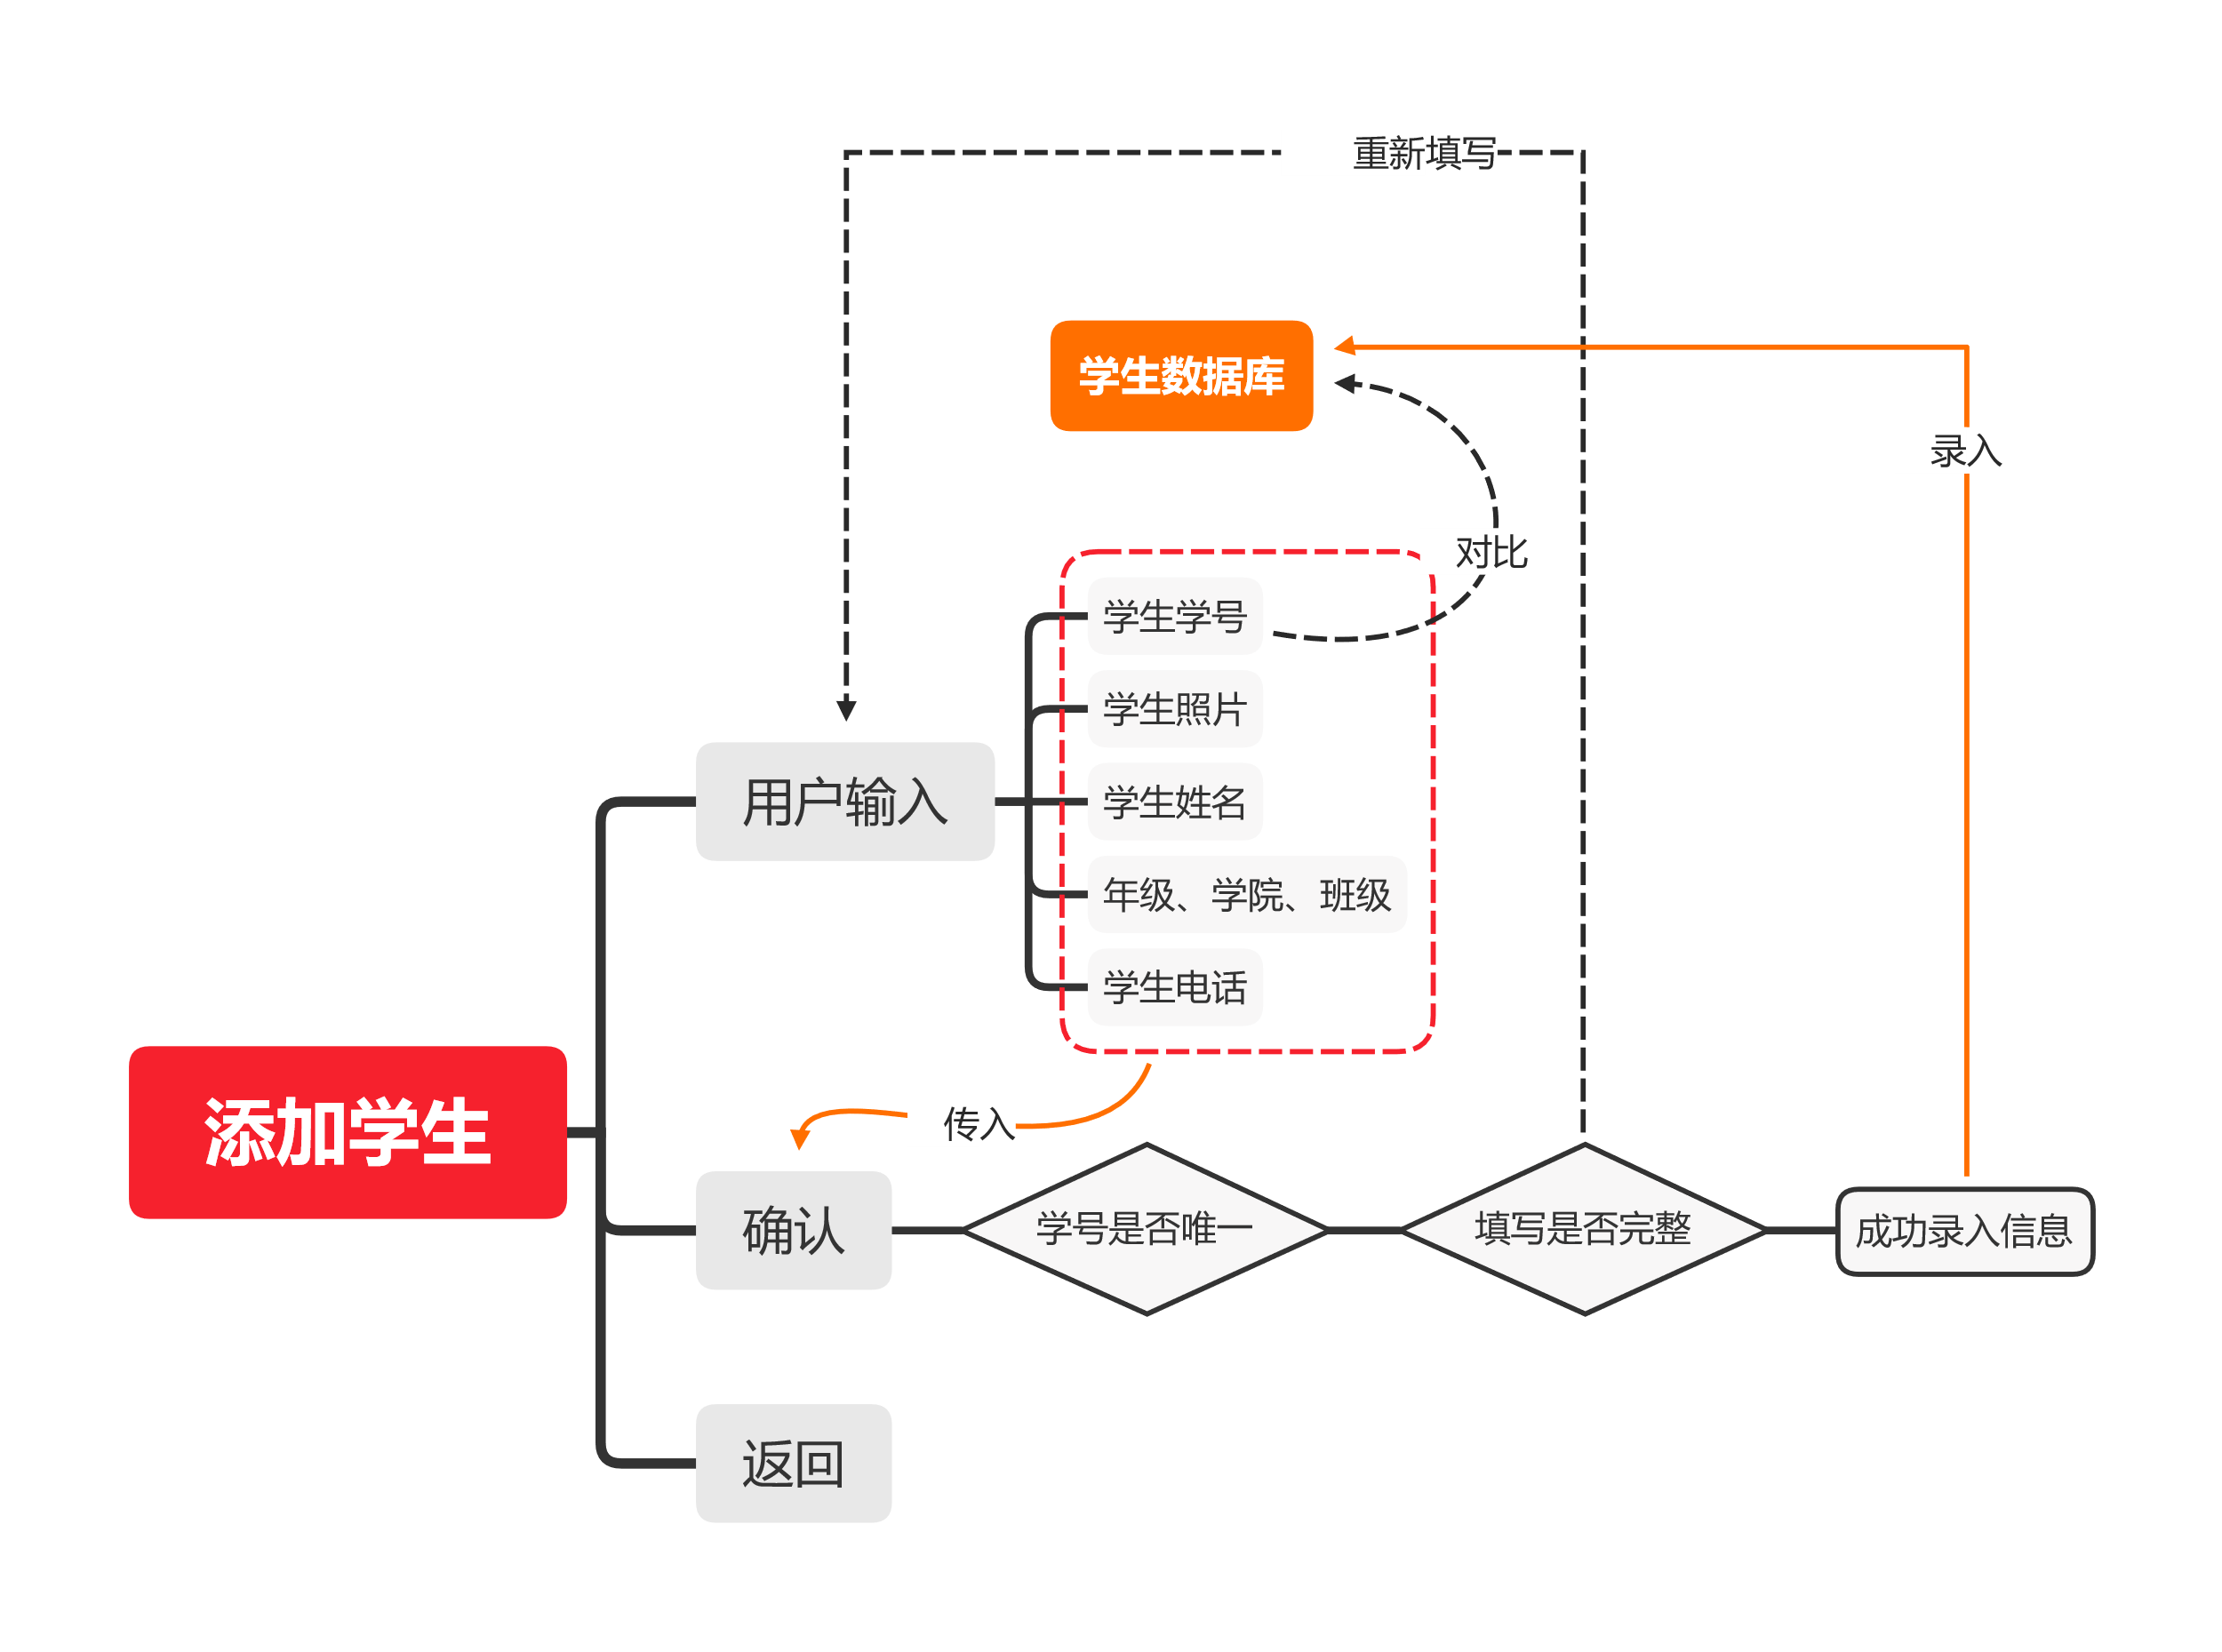 重新填写
学生数据库
录入
对比
学生学号
学生照片
用户输入
学生姓名
年级、学院、班级
学生电话
添加学生
传入
确认
学号是否唯一
填写是否完整
成功录入信息
返回